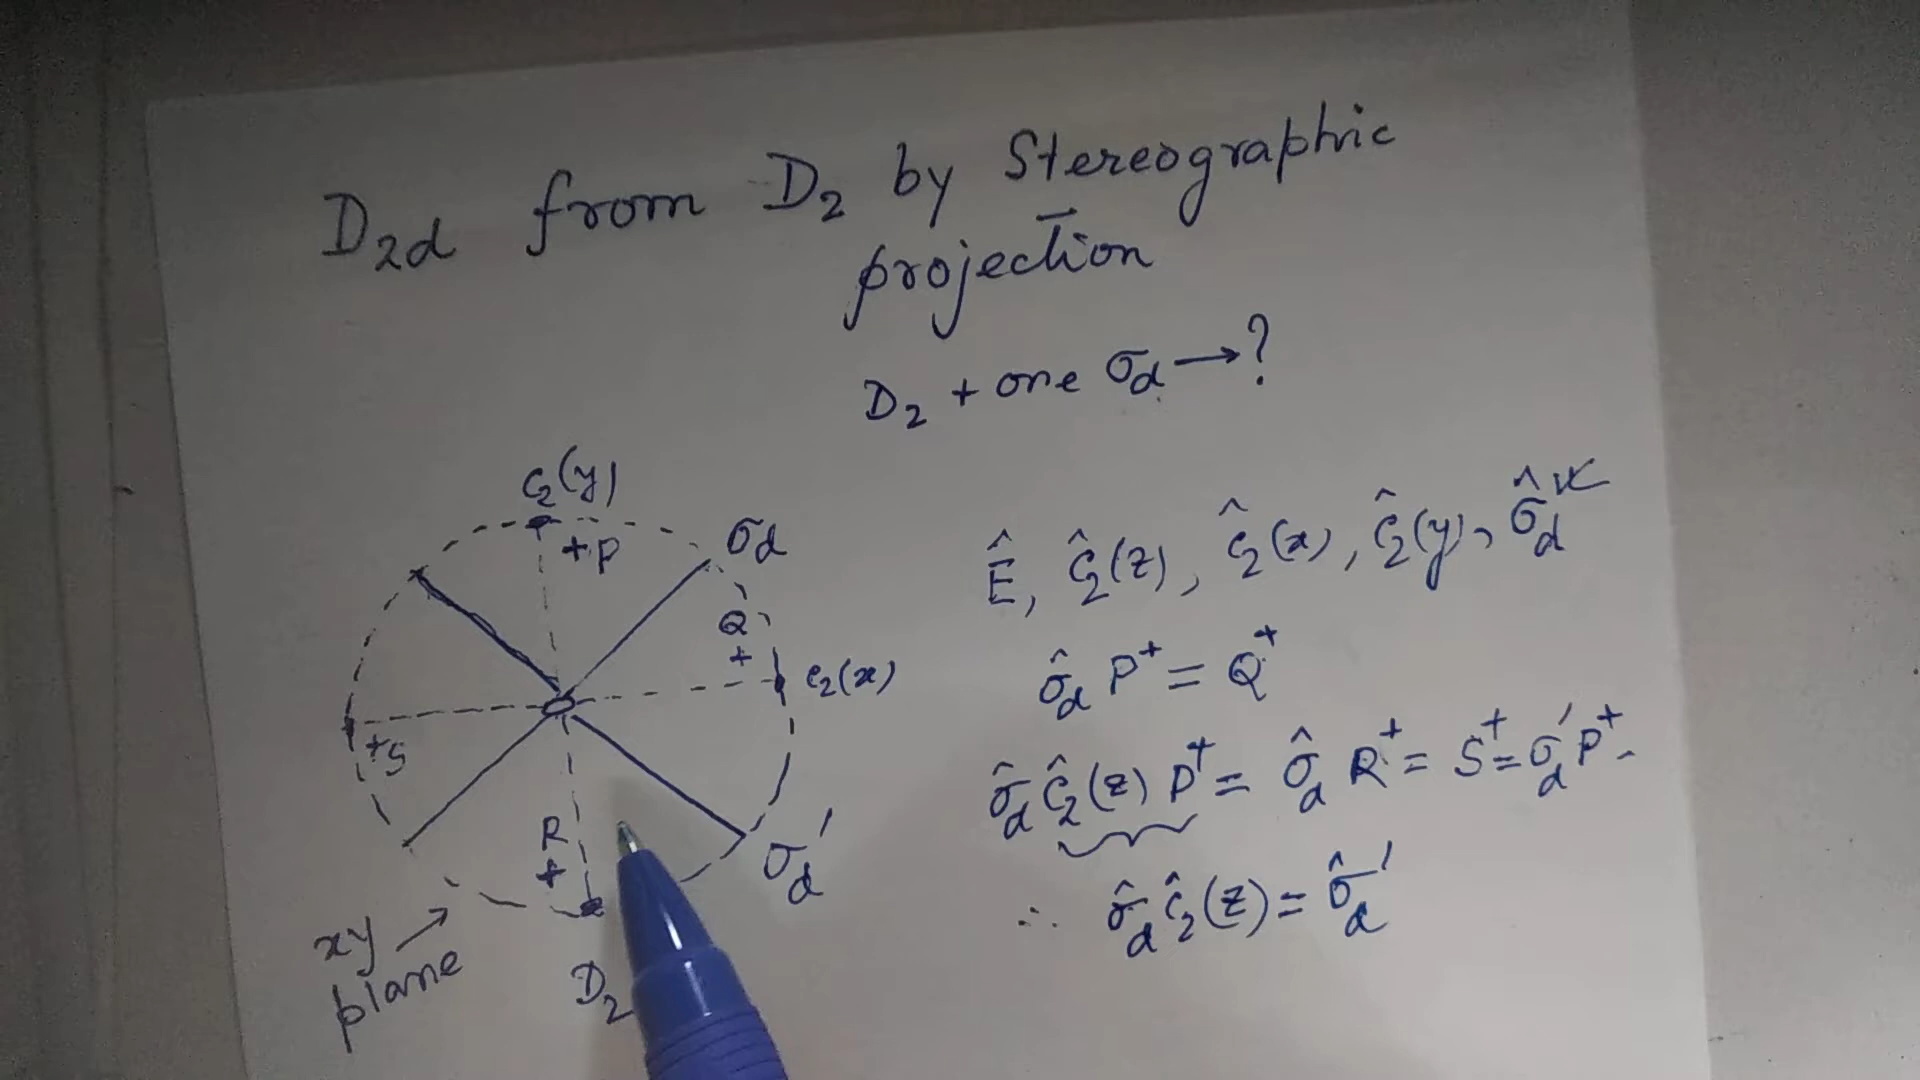 D₂d from D₂ by Stereographic
projection
D₂ + one σd → ?
C₂(y)
+P
σd
Q
+
C₂(x)
+S
R
+
σd'
xy → plane
D₂
Ê, Ĉ₂(z), Ĉ₂(x), Ĉ₂(y), σ̂d
σ̂d P⁺ = Q⁺
σ̂d Ĉ₂(z) P⁺ = σ̂d R⁺ = S⁺ = σd' P⁺
∴ σ̂d Ĉ₂(z) = σ̂d'